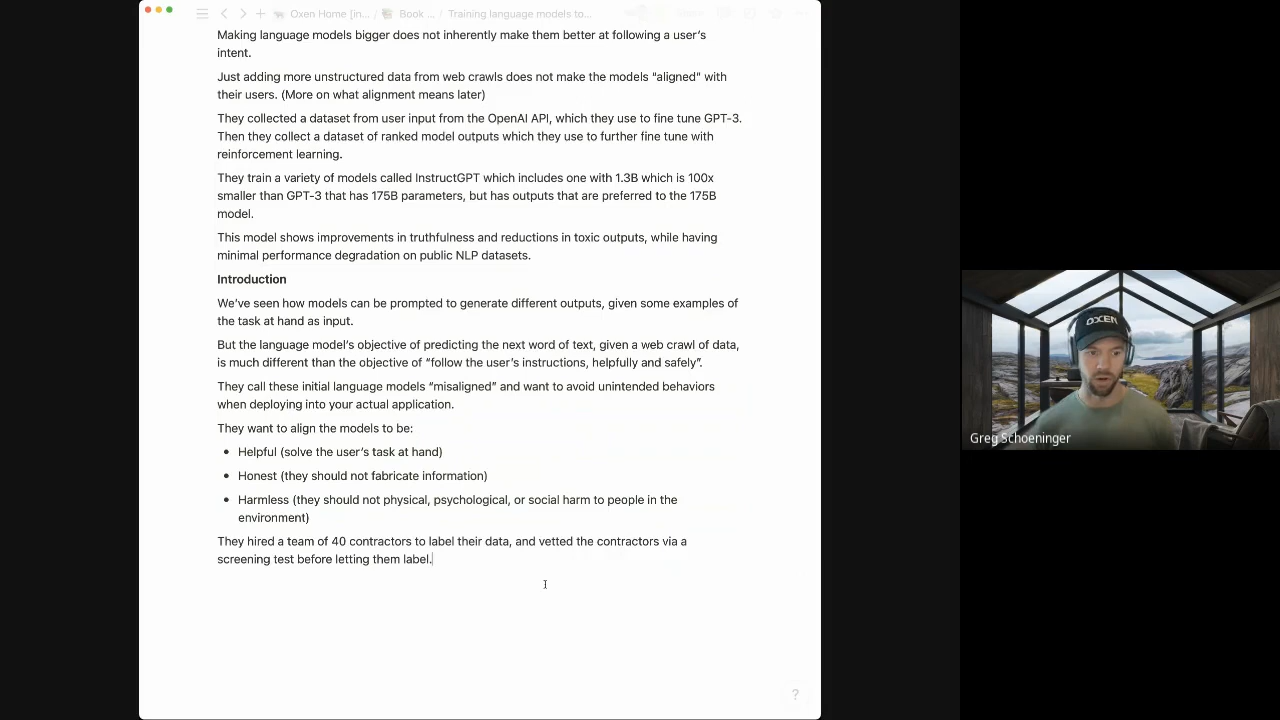 Oxen Home [in... / Book ... / Training language models to...
Making language models bigger does not inherently make them better at following a user’s
intent.
Just adding more unstructured data from web crawls does not make the models “aligned” with
their users. (More on what alignment means later)
They collected a dataset from user input from the OpenAI API, which they use to fine tune GPT-3.
Then they collect a dataset of ranked model outputs which they use to further fine tune with
reinforcement learning.
They train a variety of models called InstructGPT which includes one with 1.3B which is 100x
smaller than GPT-3 that has 175B parameters, but has outputs that are preferred to the 175B
model.
This model shows improvements in truthfulness and reductions in toxic outputs, while having
minimal performance degradation on public NLP datasets.
Introduction
We’ve seen how models can be prompted to generate different outputs, given some examples of
the task at hand as input.
But the language model’s objective of predicting the next word of text, given a web crawl of data,
is much different than the objective of “follow the user’s instructions, helpfully and safely”.
They call these initial language models “misaligned” and want to avoid unintended behaviors
when deploying into your actual application.
They want to align the models to be:
• Helpful (solve the user’s task at hand)
• Honest (they should not fabricate information)
• Harmless (they should not physical, psychological, or social harm to people in the
environment)
They hired a team of 40 contractors to label their data, and vetted the contractors via a
screening test before letting them label.
?
OXEN
Greg Schoeninger